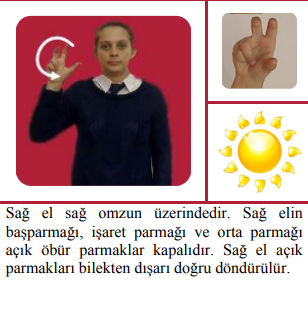 Sağ el sağ omzun üzerindedir. Sağ elin
başparmağı, işaret parmağı ve orta parmağı
açık öbür parmaklar kapalıdır. Sağ el açık
parmakları bilekten dışarı doğru döndürülür.